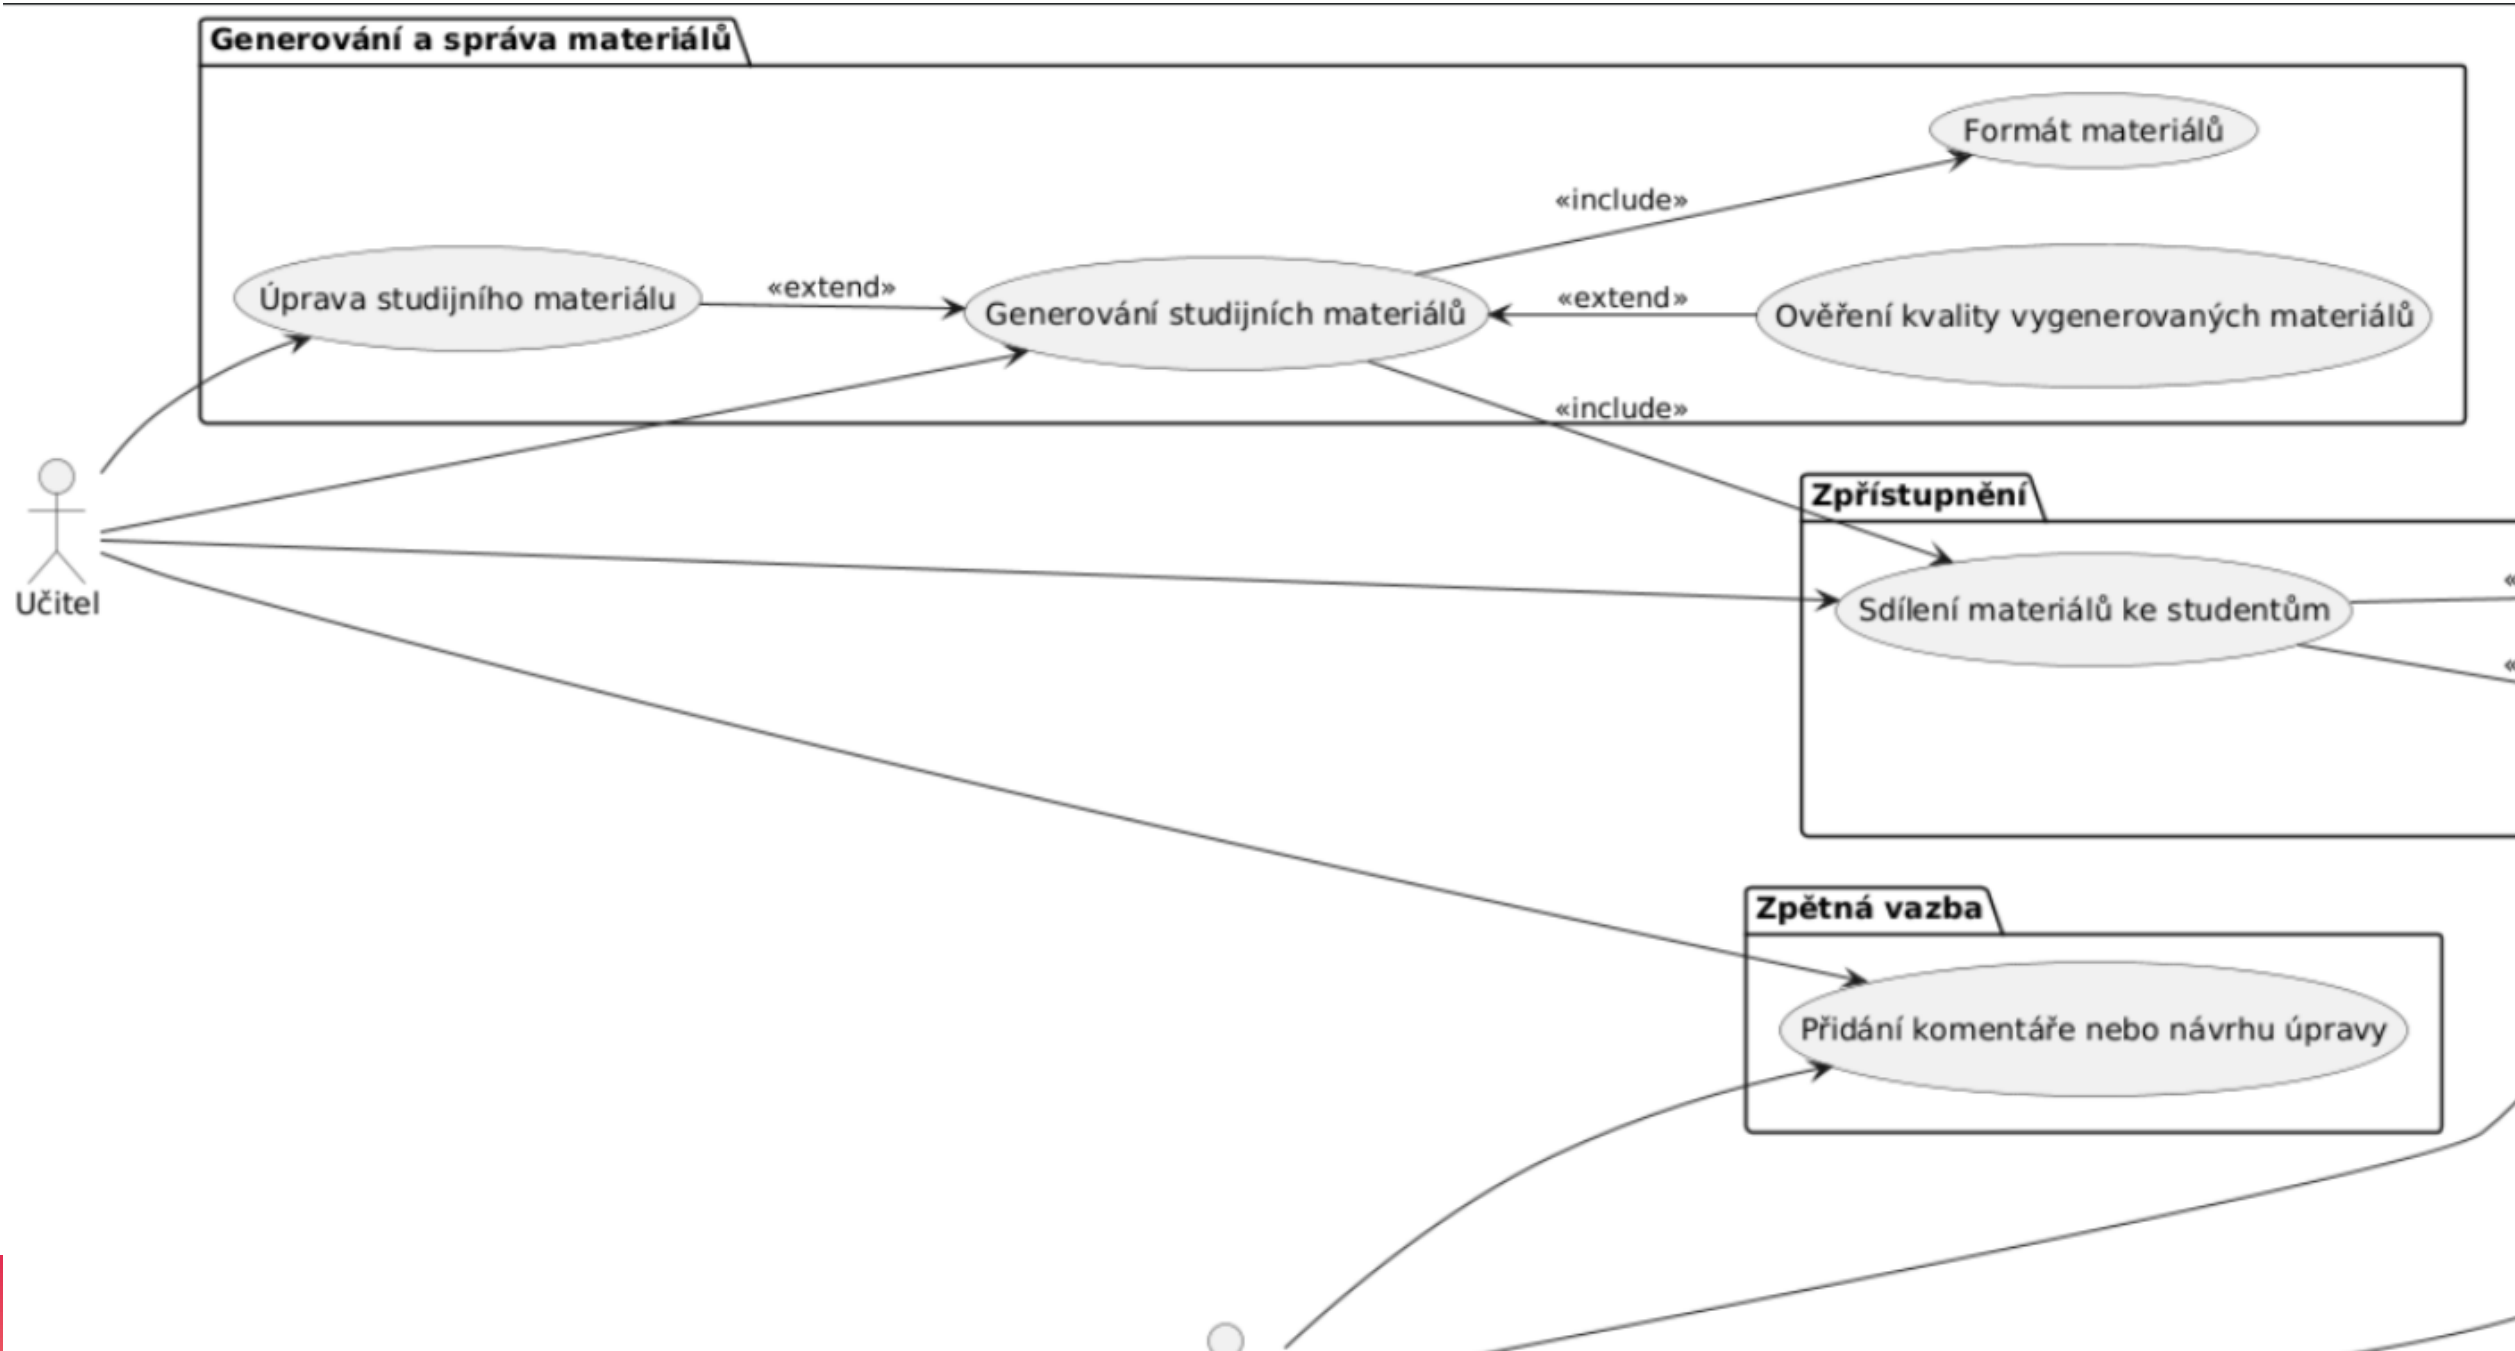 Generování a správa materiálů
Formát materiálů
«include»
Úprava studijního materiálu
«extend»
Generování studijních materiálů
«extend»
Ověření kvality vygenerovaných materiálů
«include»
Učitel
Zpřístupnění
Sdílení materiálů ke studentům
«
«
Zpětná vazba
Přidání komentáře nebo návrhu úpravy